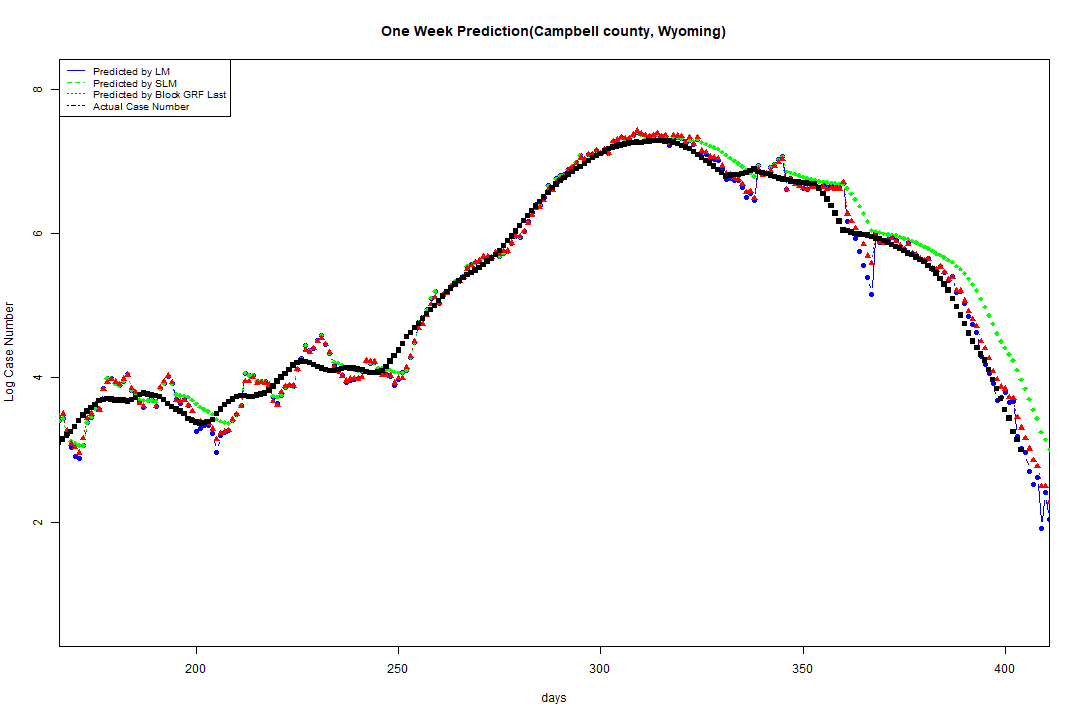 One Week Prediction(Campbell county, Wyoming)
Predicted by LM
Predicted by SLM
Predicted by Block GRF Last
Actual Case Number
8
6
4
2
Log Case Number
200 250 300 350 400
days